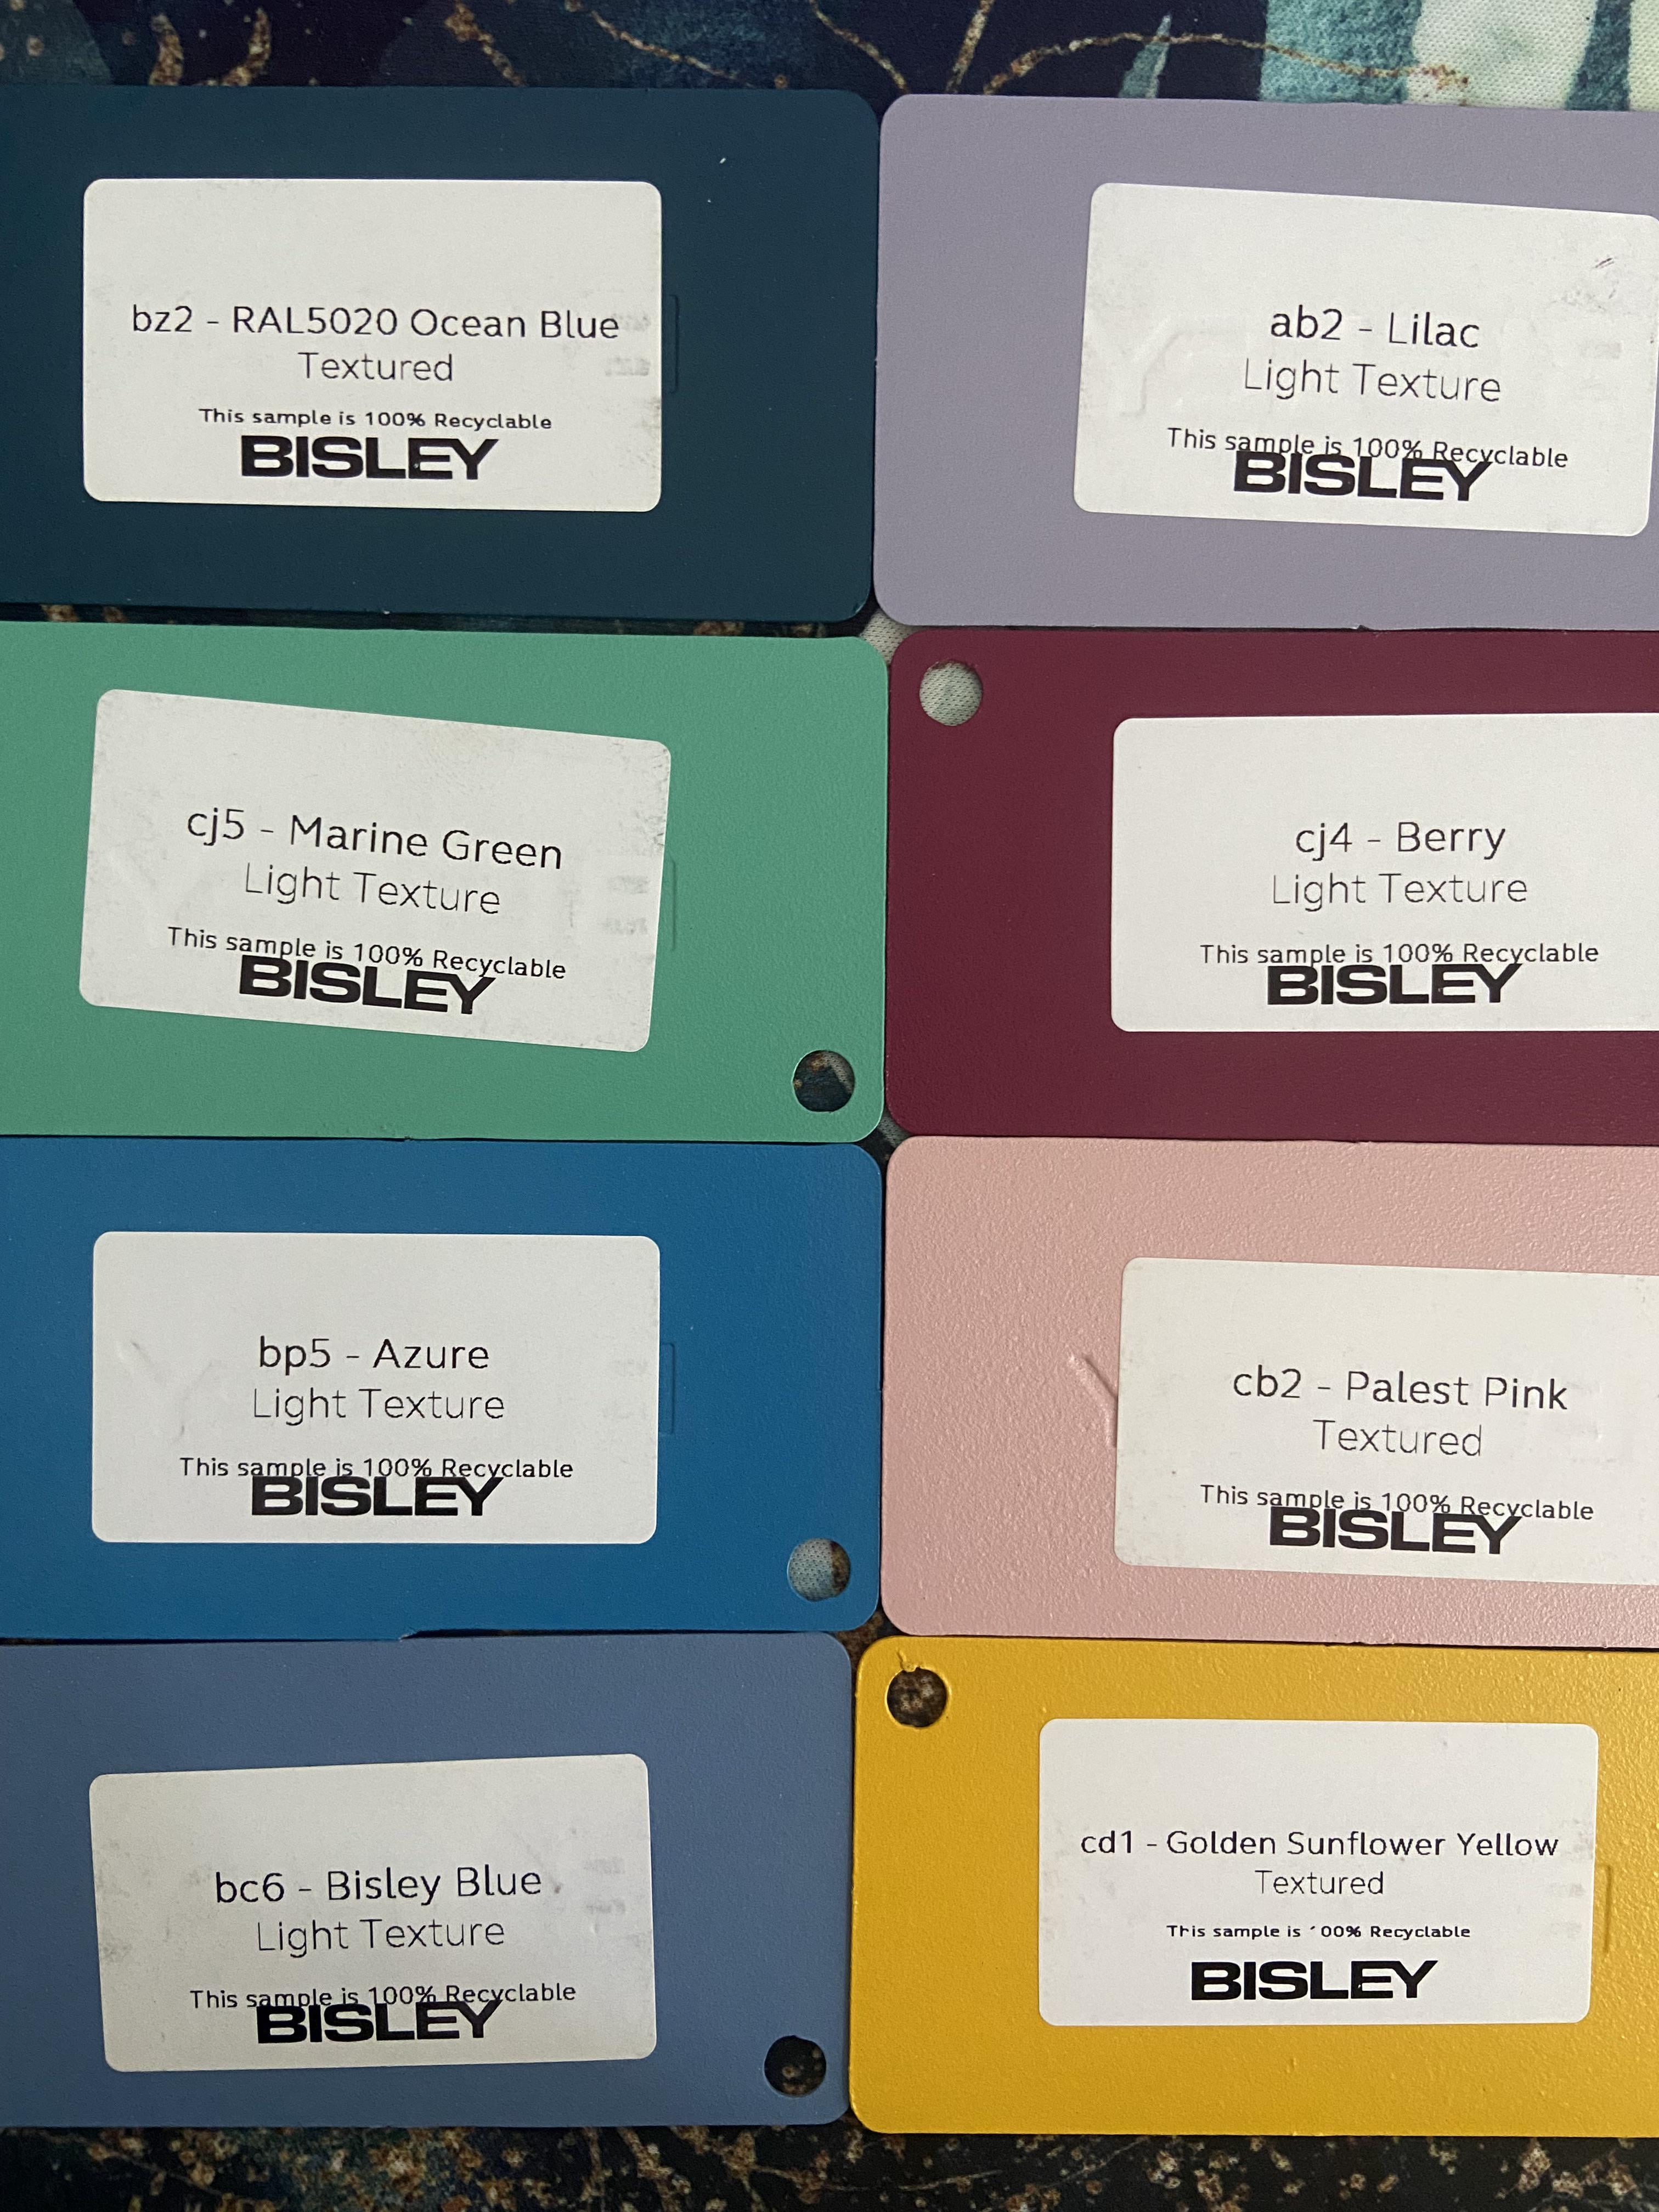 bz2 - RAL5020 Ocean Blue
Textured
This sample is 100% Recyclable
BISLEY
ab2 - Lilac
Light Texture
This sample is 100% Recyclable
BISLEY
cj5 - Marine Green
Light Texture
This sample is 100% Recyclable
BISLEY
cj4 - Berry
Light Texture
This sample is 100% Recyclable
BISLEY
bp5 - Azure
Light Texture
This sample is 100% Recyclable
BISLEY
cb2 - Palest Pink
Textured
This sample is 100% Recyclable
BISLEY
bc6 - Bisley Blue
Light Texture
This sample is 100% Recyclable
BISLEY
cd1 - Golden Sunflower Yellow
Textured
This sample is 100% Recyclable
BISLEY